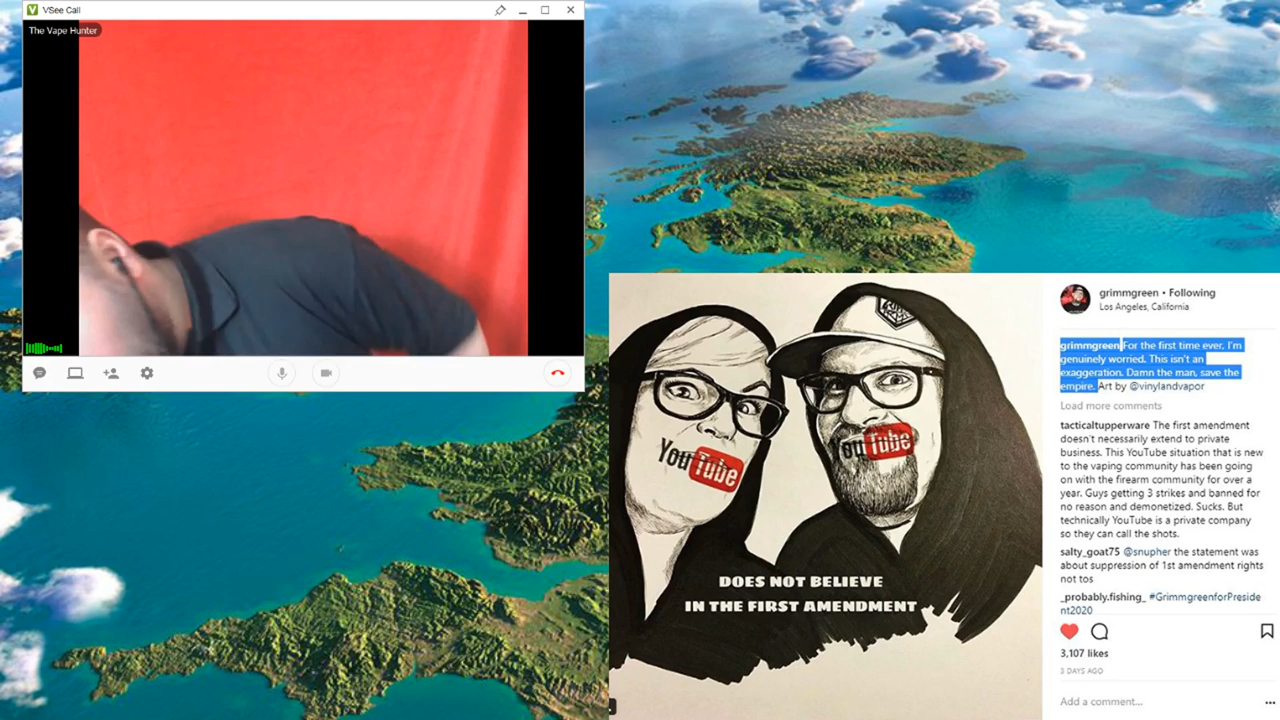 VSee Call
The Vape Hunter
You Tube
You Tube
DOES NOT BELIEVE
IN THE FIRST AMENDMENT
grimmgreen • Following
Los Angeles, California
grimmgreen For the first time ever, I'm
genuinely worried. This isn't an
exaggeration. Damn the man, save the
empire. Art by @vinylandvapor
Load more comments
tacticaltupperware The first amendment
doesn't necessarily extend to private
business. This YouTube situation that is new
to the vaping community has been going
on with the firearm community for over a
year. Guys getting 3 strikes and banned for
no reason and demonetized. Sucks. But
technically YouTube is a private company
so they can call the shots.
salty_goat75 @snupher the statement was
about suppression of 1st amendment rights
not tos
_probably.fishing_ #GrimmgreenforPreside
nt2020
3,107 likes
3 DAYS AGO
Add a comment...